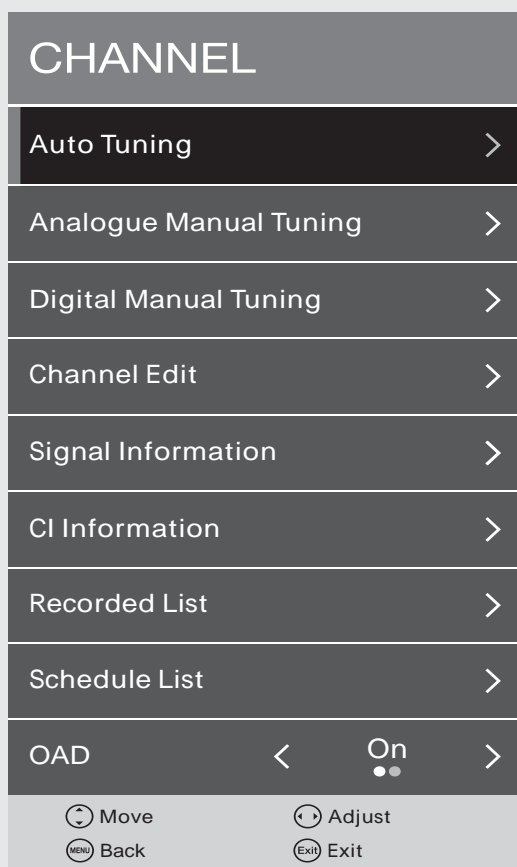 CHANNEL
Auto Tuning
Analogue Manual Tuning
Digital Manual Tuning
Channel Edit
Signal Information
CI Information
Recorded List
Schedule List
OAD On
Move Adjust
MENU Back Exit Exit